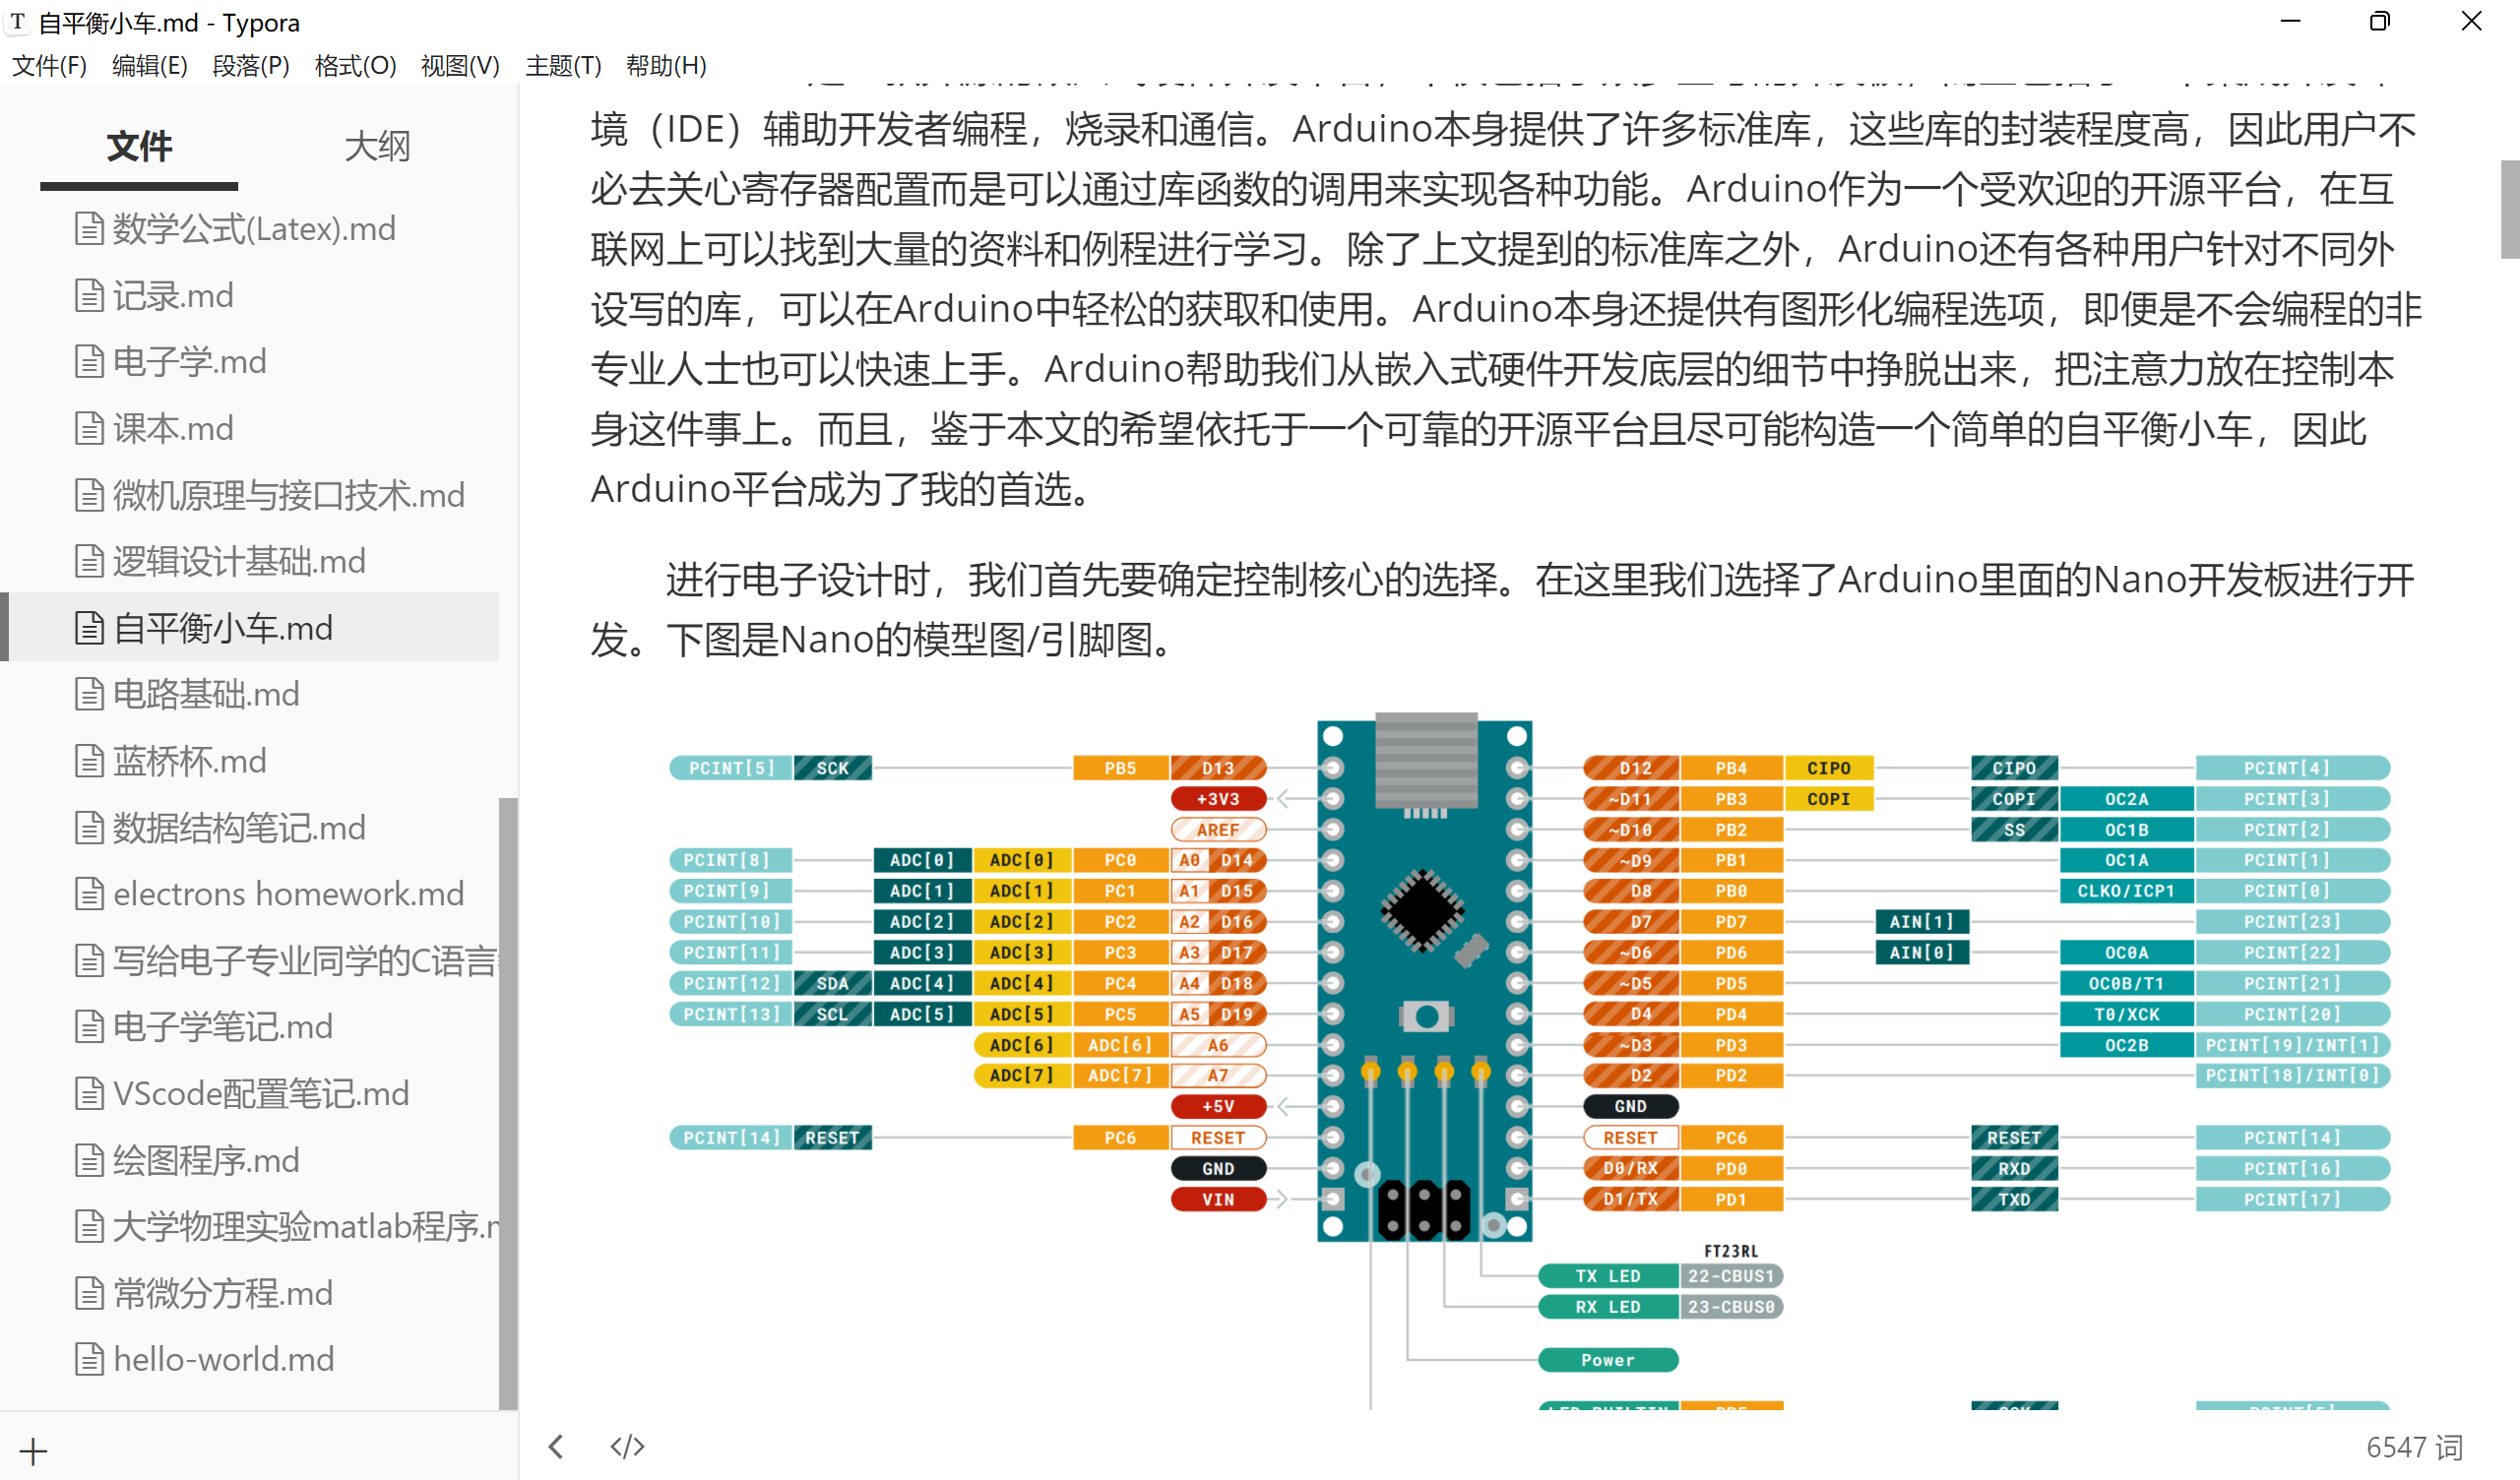 自平衡小车.md - Typora
文件(F) 编辑(E) 段落(P) 格式(O) 视图(V) 主题(T) 帮助(H)
文件 大纲
数学公式(Latex).md
记录.md
电子学.md
课本.md
微机原理与接口技术.md
逻辑设计基础.md
自平衡小车.md
电路基础.md
蓝桥杯.md
数据结构笔记.md
electrons homework.md
写给电子专业同学的C语言
电子学笔记.md
VScode配置笔记.md
绘图程序.md
大学物理实验matlab程序.m
常微分方程.md
hello-world.md
境（IDE）辅助开发者编程，烧录和通信。Arduino本身提供了许多标准库，这些库的封装程度高，因此用户不
必去关心寄存器配置而是可以通过库函数的调用来实现各种功能。Arduino作为一个受欢迎的开源平台，在互
联网上可以找到大量的资料和例程进行学习。除了上文提到的标准库之外，Arduino还有各种用户针对不同外
设写的库，可以在Arduino中轻松的获取和使用。Arduino本身还提供有图形化编程选项，即便是不会编程的非
专业人士也可以快速上手。Arduino帮助我们从嵌入式硬件开发底层的细节中挣脱出来，把注意力放在控制本
身这件事上。而且，鉴于本文的希望依托于一个可靠的开源平台且尽可能构造一个简单的自平衡小车，因此
Arduino平台成为了我的首选。
进行电子设计时，我们首先要确定控制核心的选择。在这里我们选择了Arduino里面的Nano开发板进行开
发。下图是Nano的模型图/引脚图。
PCINT[5] SCK PB5 D13 D12 PB4 CIPO CIPO PCINT[4]
+3V3 ~D11 PB3 COPI COPI OC2A PCINT[3]
AREF ~D10 PB2 SS OC1B PCINT[2]
PCINT[8] ADC[0] ADC[0] PC0 A0 D14 ~D9 PB1 OC1A PCINT[1]
PCINT[9] ADC[1] ADC[1] PC1 A1 D15 D8 PB0 CLKO/ICP1 PCINT[0]
PCINT[10] ADC[2] ADC[2] PC2 A2 D16 D7 PD7 AIN[1] PCINT[23]
PCINT[11] ADC[3] ADC[3] PC3 A3 D17 ~D6 PD6 AIN[0] OC0A PCINT[22]
PCINT[12] SDA ADC[4] ADC[4] PC4 A4 D18 ~D5 PD5 OC0B/T1 PCINT[21]
PCINT[13] SCL ADC[5] ADC[5] PC5 A5 D19 D4 PD4 T0/XCK PCINT[20]
ADC[6] ADC[6] A6 ~D3 PD3 OC2B PCINT[19]/INT[1]
ADC[7] ADC[7] A7 D2 PD2 PCINT[18]/INT[0]
+5V GND
PCINT[14] RESET PC6 RESET RESET PC6 RESET PCINT[14]
GND D0/RX PD0 RXD PCINT[16]
VIN D1/TX PD1 TXD PCINT[17]
FT23RL
TX LED 22-CBUS1
RX LED 23-CBUS0
Power
6547 词